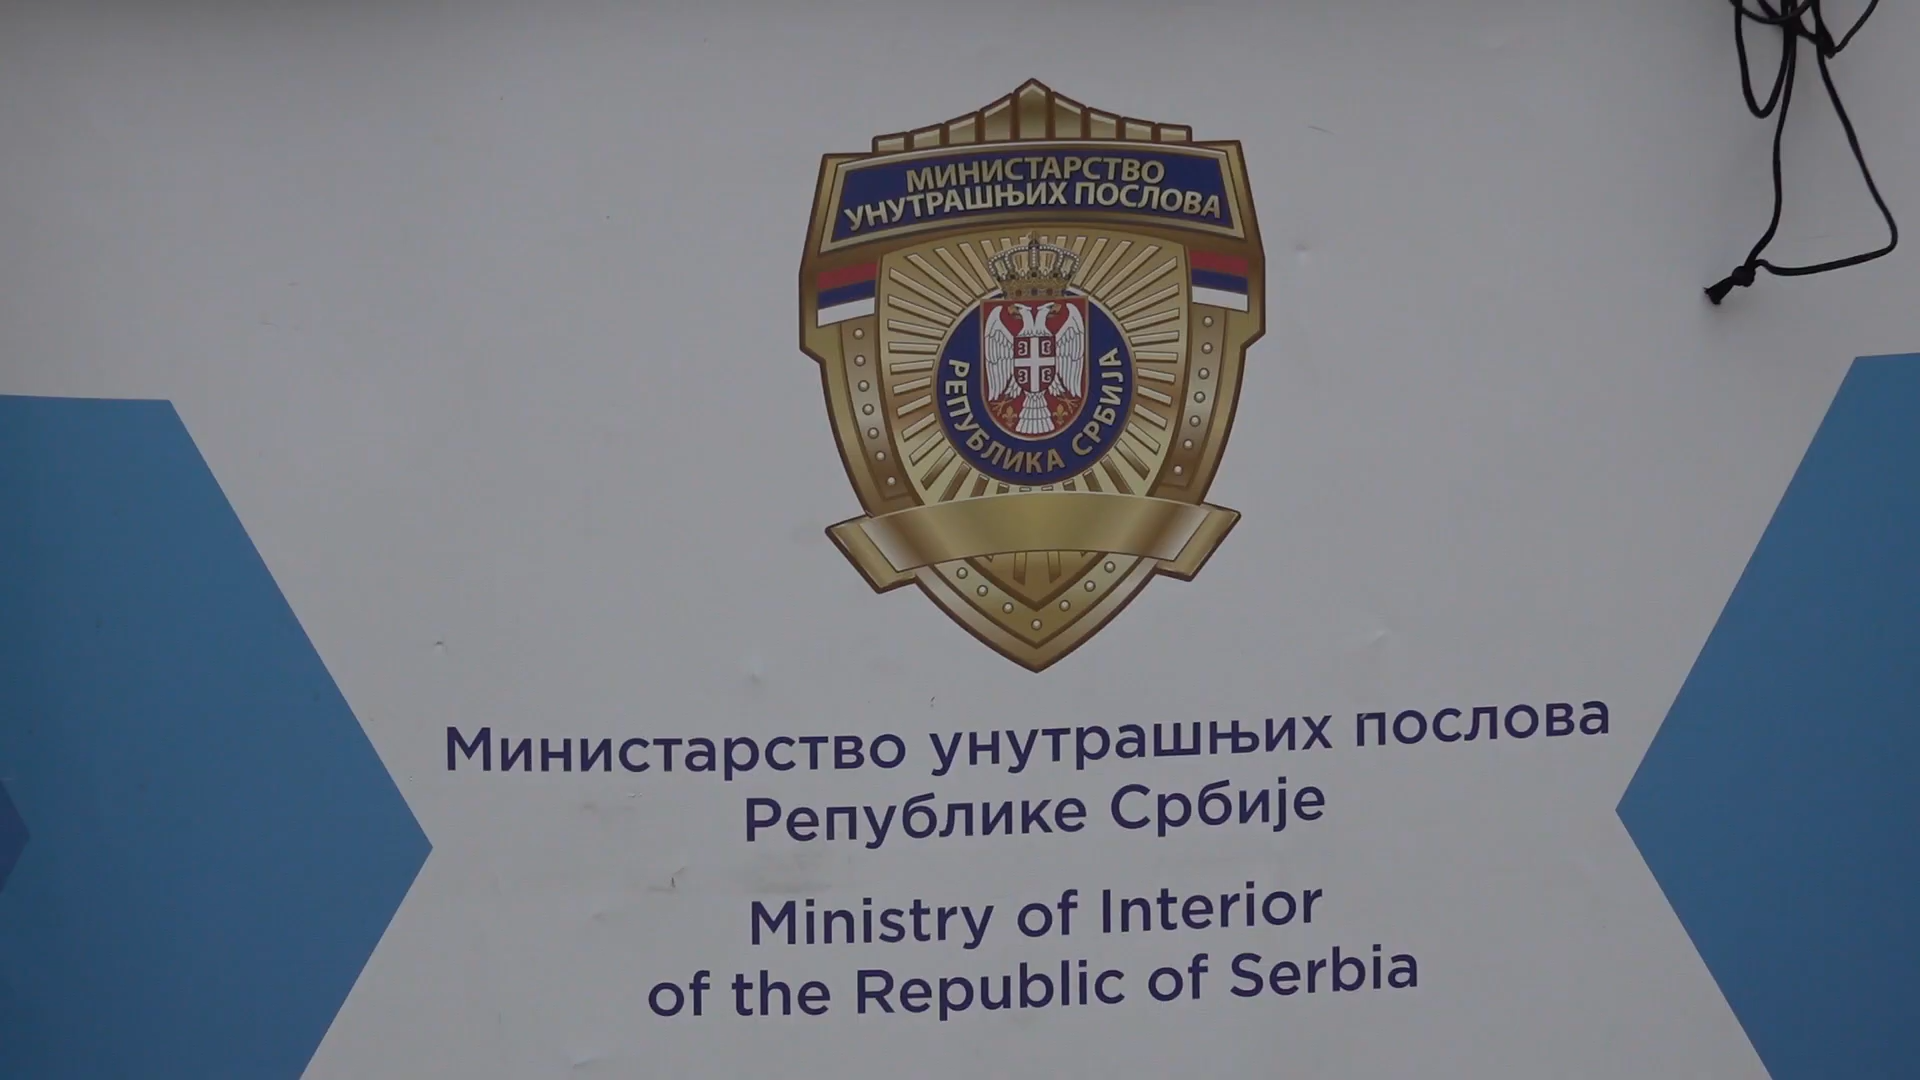 МИНИСТАРСТВО
УНУТРАШЊИХ ПОСЛОВА
РЕПУБЛИКА СРБИЈА
Министарство унутрашњих послова
Републике Србије
Ministry of Interior
of the Republic of Serbia